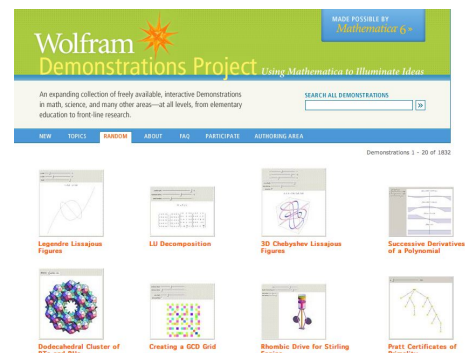 MADE POSSIBLE BY
Mathematica 6»
Wolfram
Demonstrations Project
Using Mathematica to Illuminate Ideas
An expanding collection of freely available, interactive Demonstrations
in math, science, and many other areas—at all levels, from elementary
education to front-line research.
SEARCH ALL DEMONSTRATIONS
»
NEW TOPICS RANDOM ABOUT FAQ PARTICIPATE AUTHORING AREA
Demonstrations 1 - 20 of 1832
Legendre Lissajous
Figures
LU Decomposition
3D Chebyshev Lissajous
Figures
Successive Derivatives
of a Polynomial
Dodecahedral Cluster of
Creating a GCD Grid
Rhombic Drive for Stirling
Pratt Certificates of